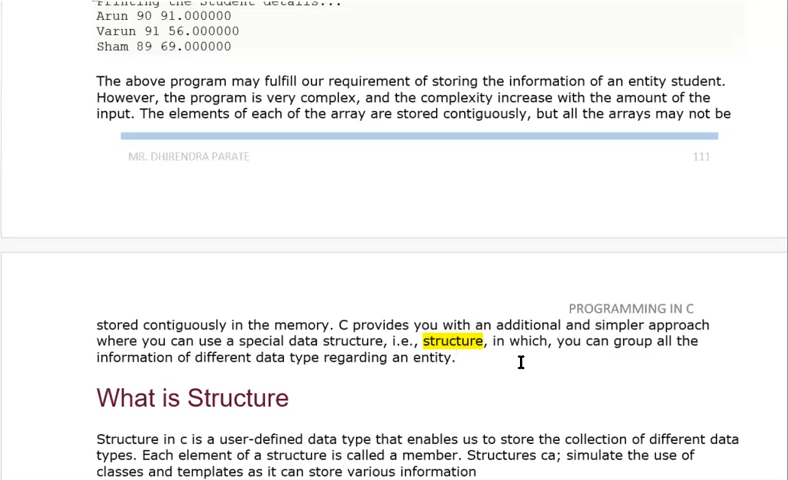 Printing the Student details...
Arun 90 91.000000
Varun 91 56.000000
Sham 89 69.000000
The above program may fulfill our requirement of storing the information of an entity student.
However, the program is very complex, and the complexity increase with the amount of the
input. The elements of each of the array are stored contiguously, but all the arrays may not be
MR. DHIRENDRA PARATE 111
PROGRAMMING IN C
stored contiguously in the memory. C provides you with an additional and simpler approach
where you can use a special data structure, i.e., structure, in which, you can group all the
information of different data type regarding an entity.
What is Structure
Structure in c is a user-defined data type that enables us to store the collection of different data
types. Each element of a structure is called a member. Structures ca; simulate the use of
classes and templates as it can store various information